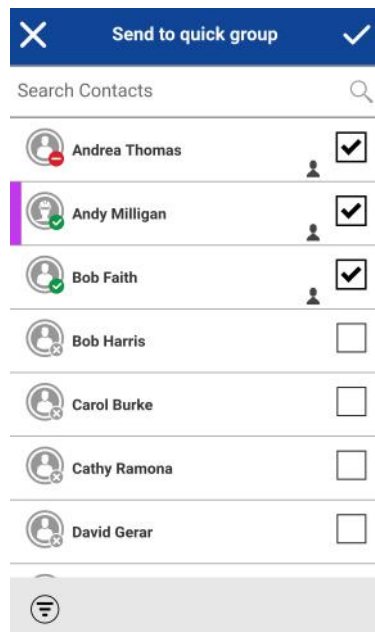 Send to quick group
Search Contacts
Andrea Thomas
Andy Milligan
Bob Faith
Bob Harris
Carol Burke
Cathy Ramona
David Gerar